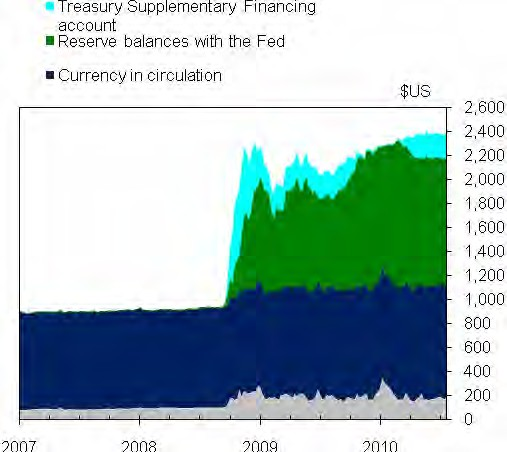 Treasury Supplementary Financing
account
Reserve balances with the Fed
Currency in circulation
$US
2,600
2,400
2,200
2,000
1,800
1,600
1,400
1,200
1,000
800
600
400
200
0
2007 2008 2009 2010